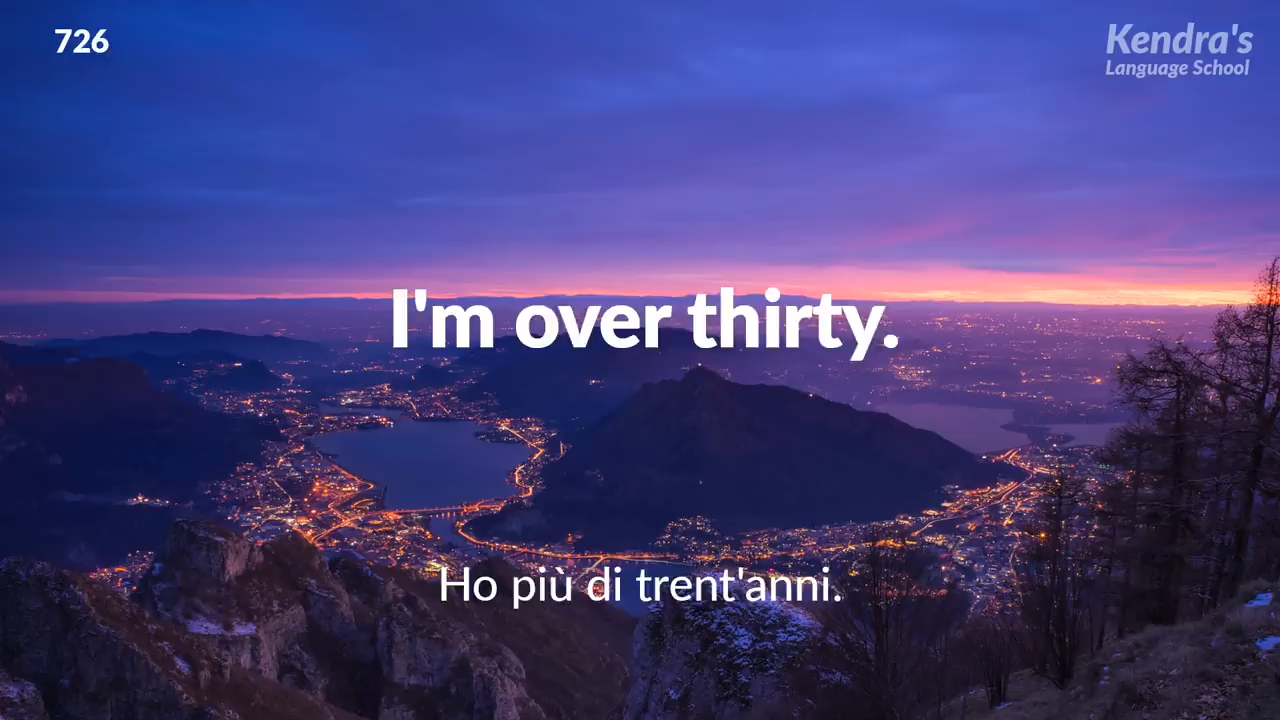 726
Kendra's
Language School
I'm over thirty.
Ho più di trent'anni.